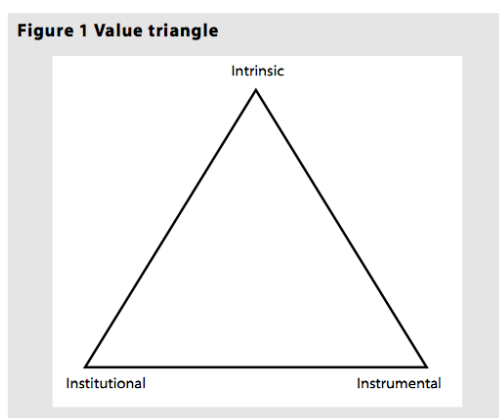 Figure 1 Value triangle
Intrinsic
Institutional
Instrumental